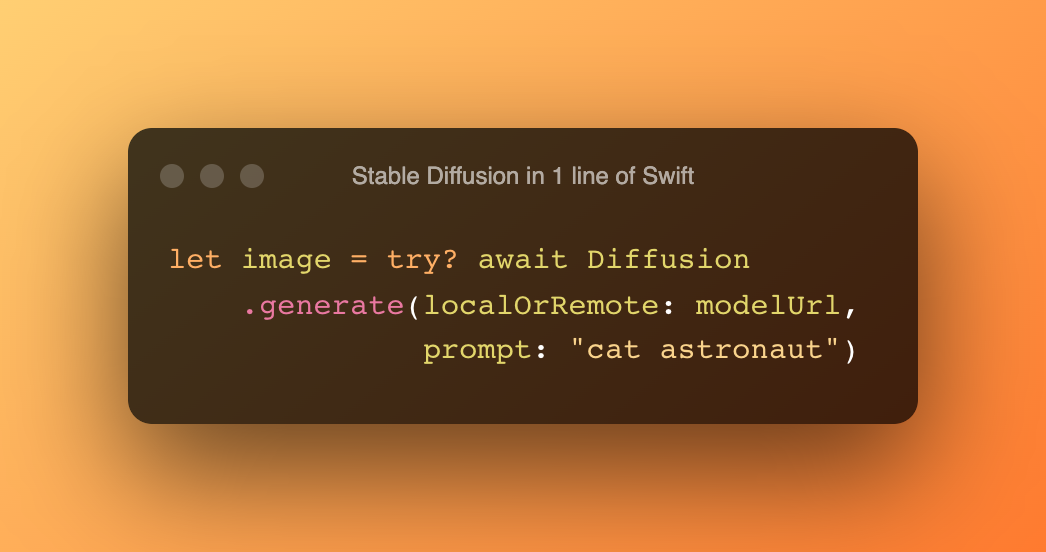 Stable Diffusion in 1 line of Swift
let image = try? await Diffusion
.generate(localOrRemote: modelUrl,
prompt: "cat astronaut")